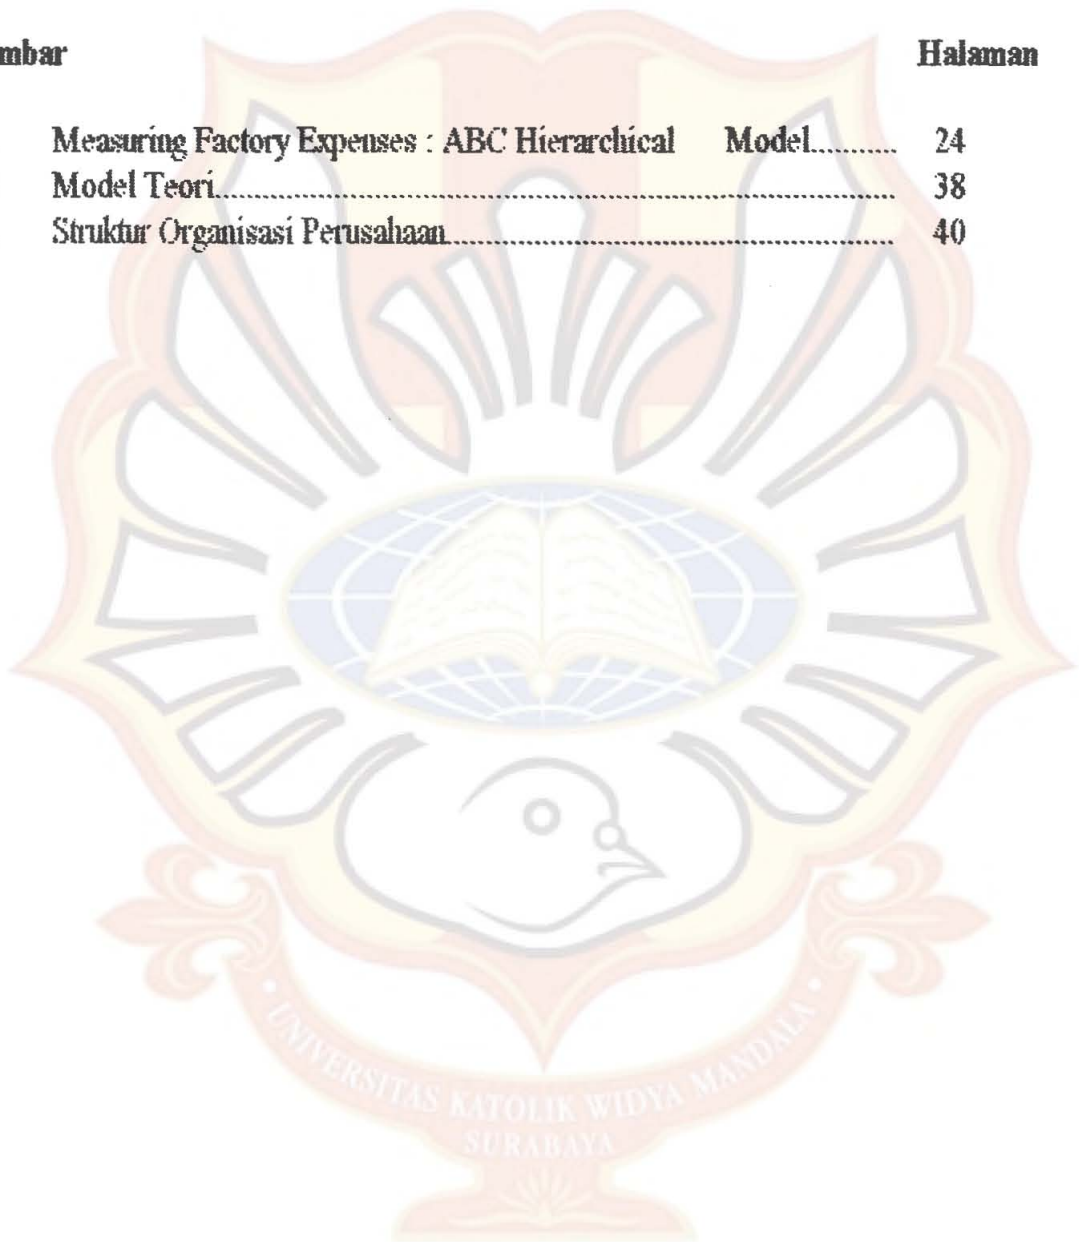 mbar Halaman
Measuring Factory Expenses : ABC Hierarchical Model.......... 24
Model Teori.......................................................................................... 38
Struktur Organisasi Perusahaan........................................................... 40
• UNIVERSITAS KATOLIK WIDYA MANDALA •
SURABAYA